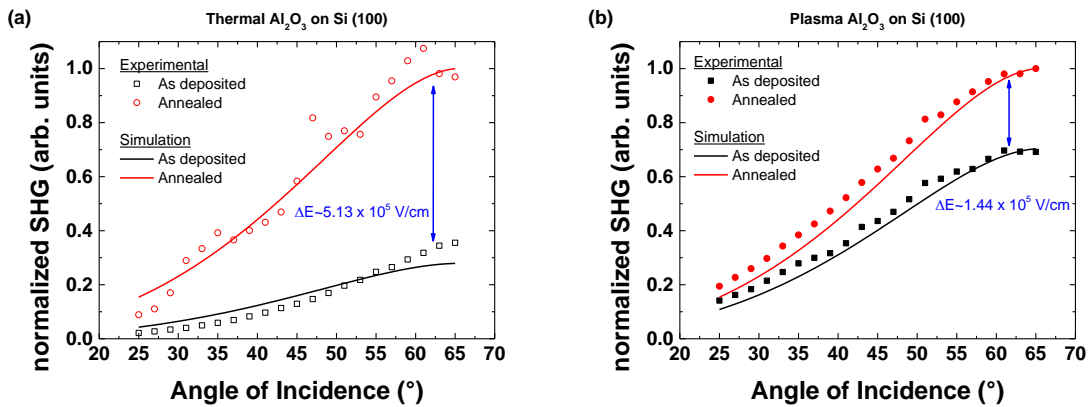 (a)
Thermal Al₂O₃ on Si (100)
normalized SHG (arb. units)
1.0
0.8
0.6
0.4
0.2
0.0
Experimental
As deposited
Annealed
Simulation
As deposited
Annealed
ΔE~5.13 x 10⁵ V/cm
20 25 30 35 40 45 50 55 60 65 70
Angle of Incidence (°)
(b)
Plasma Al₂O₃ on Si (100)
normalized SHG (arb. units)
1.0
0.8
0.6
0.4
0.2
0.0
Experimental
As deposited
Annealed
Simulation
As deposited
Annealed
ΔE~1.44 x 10⁵ V/cm
20 25 30 35 40 45 50 55 60 65 70
Angle of Incidence (°)